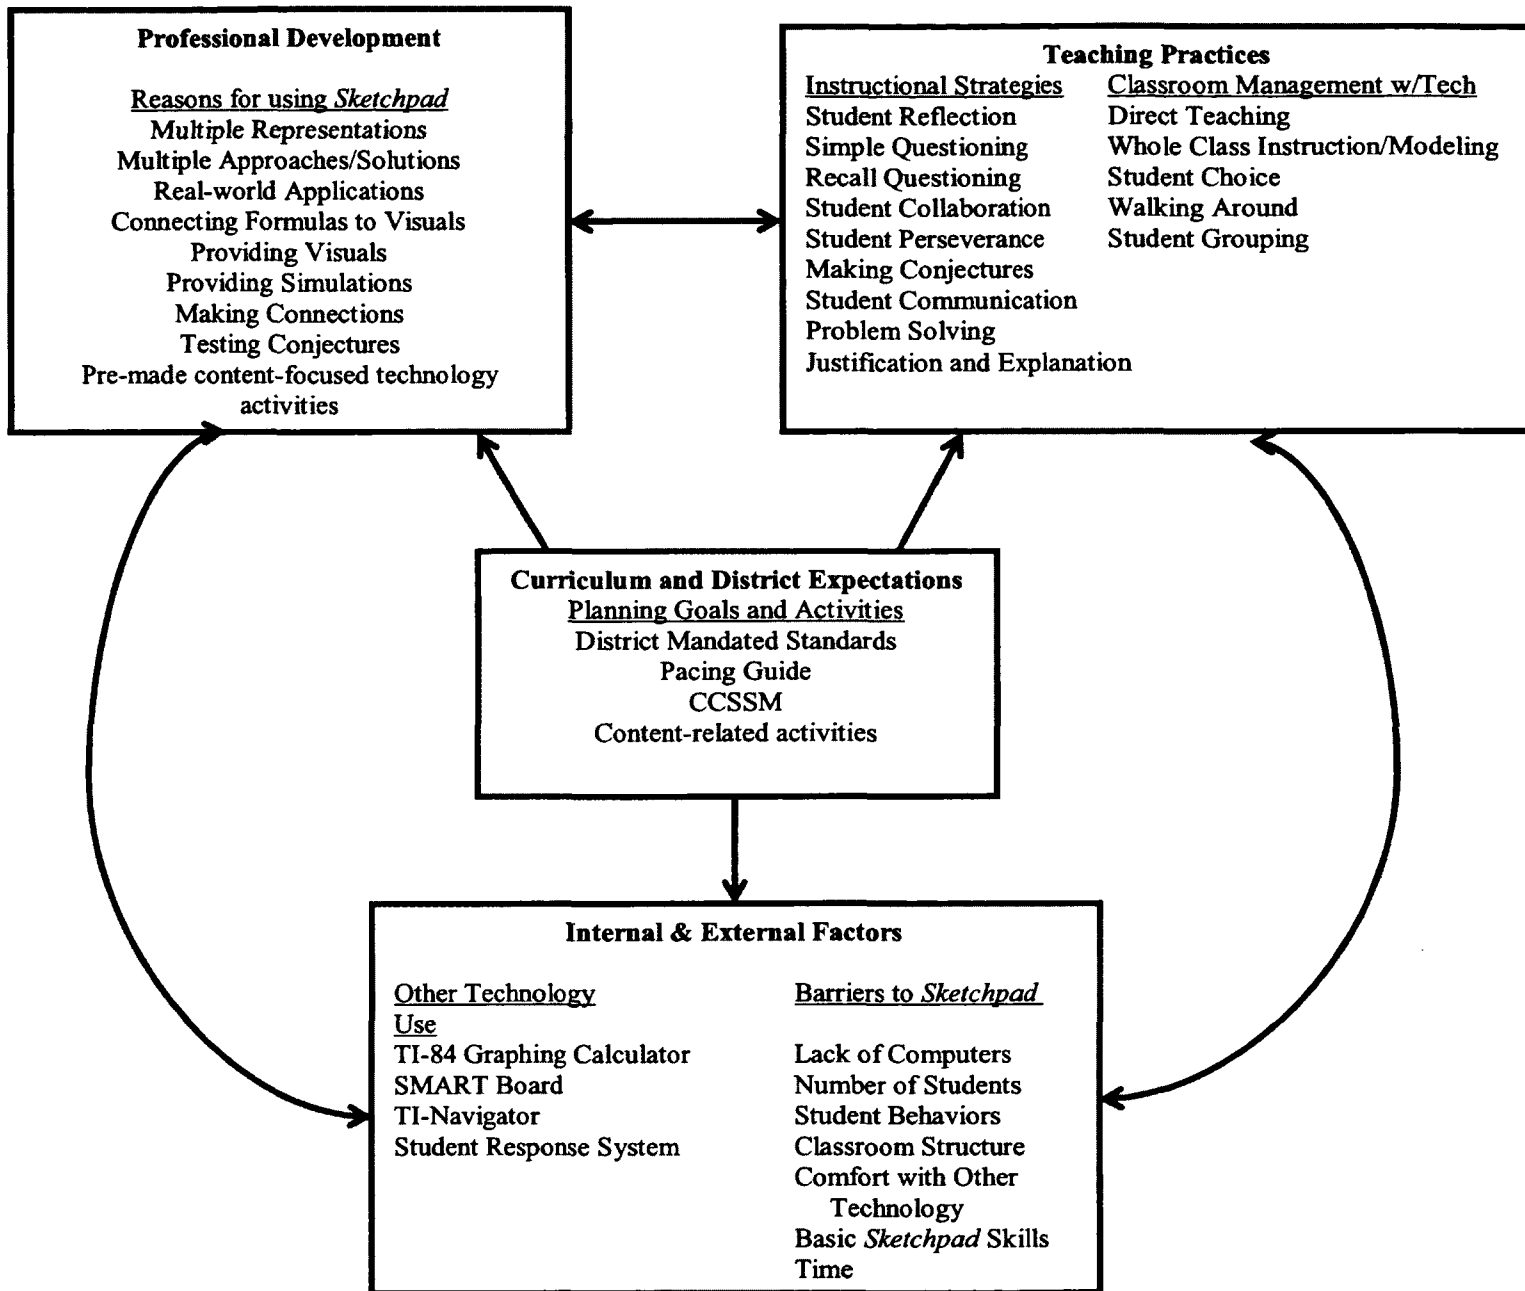 Professional Development
Reasons for using Sketchpad
Multiple Representations
Multiple Approaches/Solutions
Real-world Applications
Connecting Formulas to Visuals
Providing Visuals
Providing Simulations
Making Connections
Testing Conjectures
Pre-made content-focused technology
activities
Teaching Practices
Instructional Strategies
Student Reflection
Simple Questioning
Recall Questioning
Student Collaboration
Student Perseverance
Making Conjectures
Student Communication
Problem Solving
Justification and Explanation
Classroom Management w/Tech
Direct Teaching
Whole Class Instruction/Modeling
Student Choice
Walking Around
Student Grouping
Curriculum and District Expectations
Planning Goals and Activities
District Mandated Standards
Pacing Guide
CCSSM
Content-related activities
Internal & External Factors
Other Technology
Use
TI-84 Graphing Calculator
SMART Board
TI-Navigator
Student Response System
Barriers to Sketchpad
Lack of Computers
Number of Students
Student Behaviors
Classroom Structure
Comfort with Other
Technology
Basic Sketchpad Skills
Time